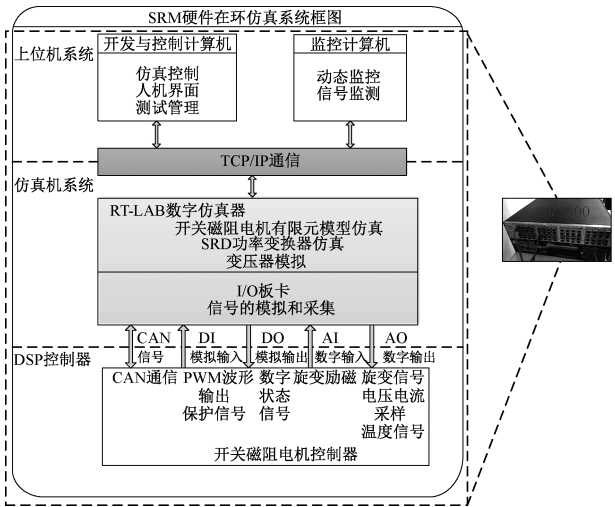 SRM硬件在环仿真系统框图
上位机系统
开发与控制计算机
仿真控制
人机界面
测试管理
监控计算机
动态监控
信号监测
TCP/IP通信
仿真机系统
RT-LAB数字仿真器
开关磁阻电机有限元模型仿真
SRD功率变换器仿真
变压器模拟
I/O板卡
信号的模拟和采集
CAN DI DO AI AO
信号 模拟输入 模拟输出 数字输入 数字输出
DSP控制器
CAN通信 PWM波形 数字 旋变励磁 旋变信号
输出 状态 电压电流
保护信号 信号 采样
温度信号
开关磁阻电机控制器